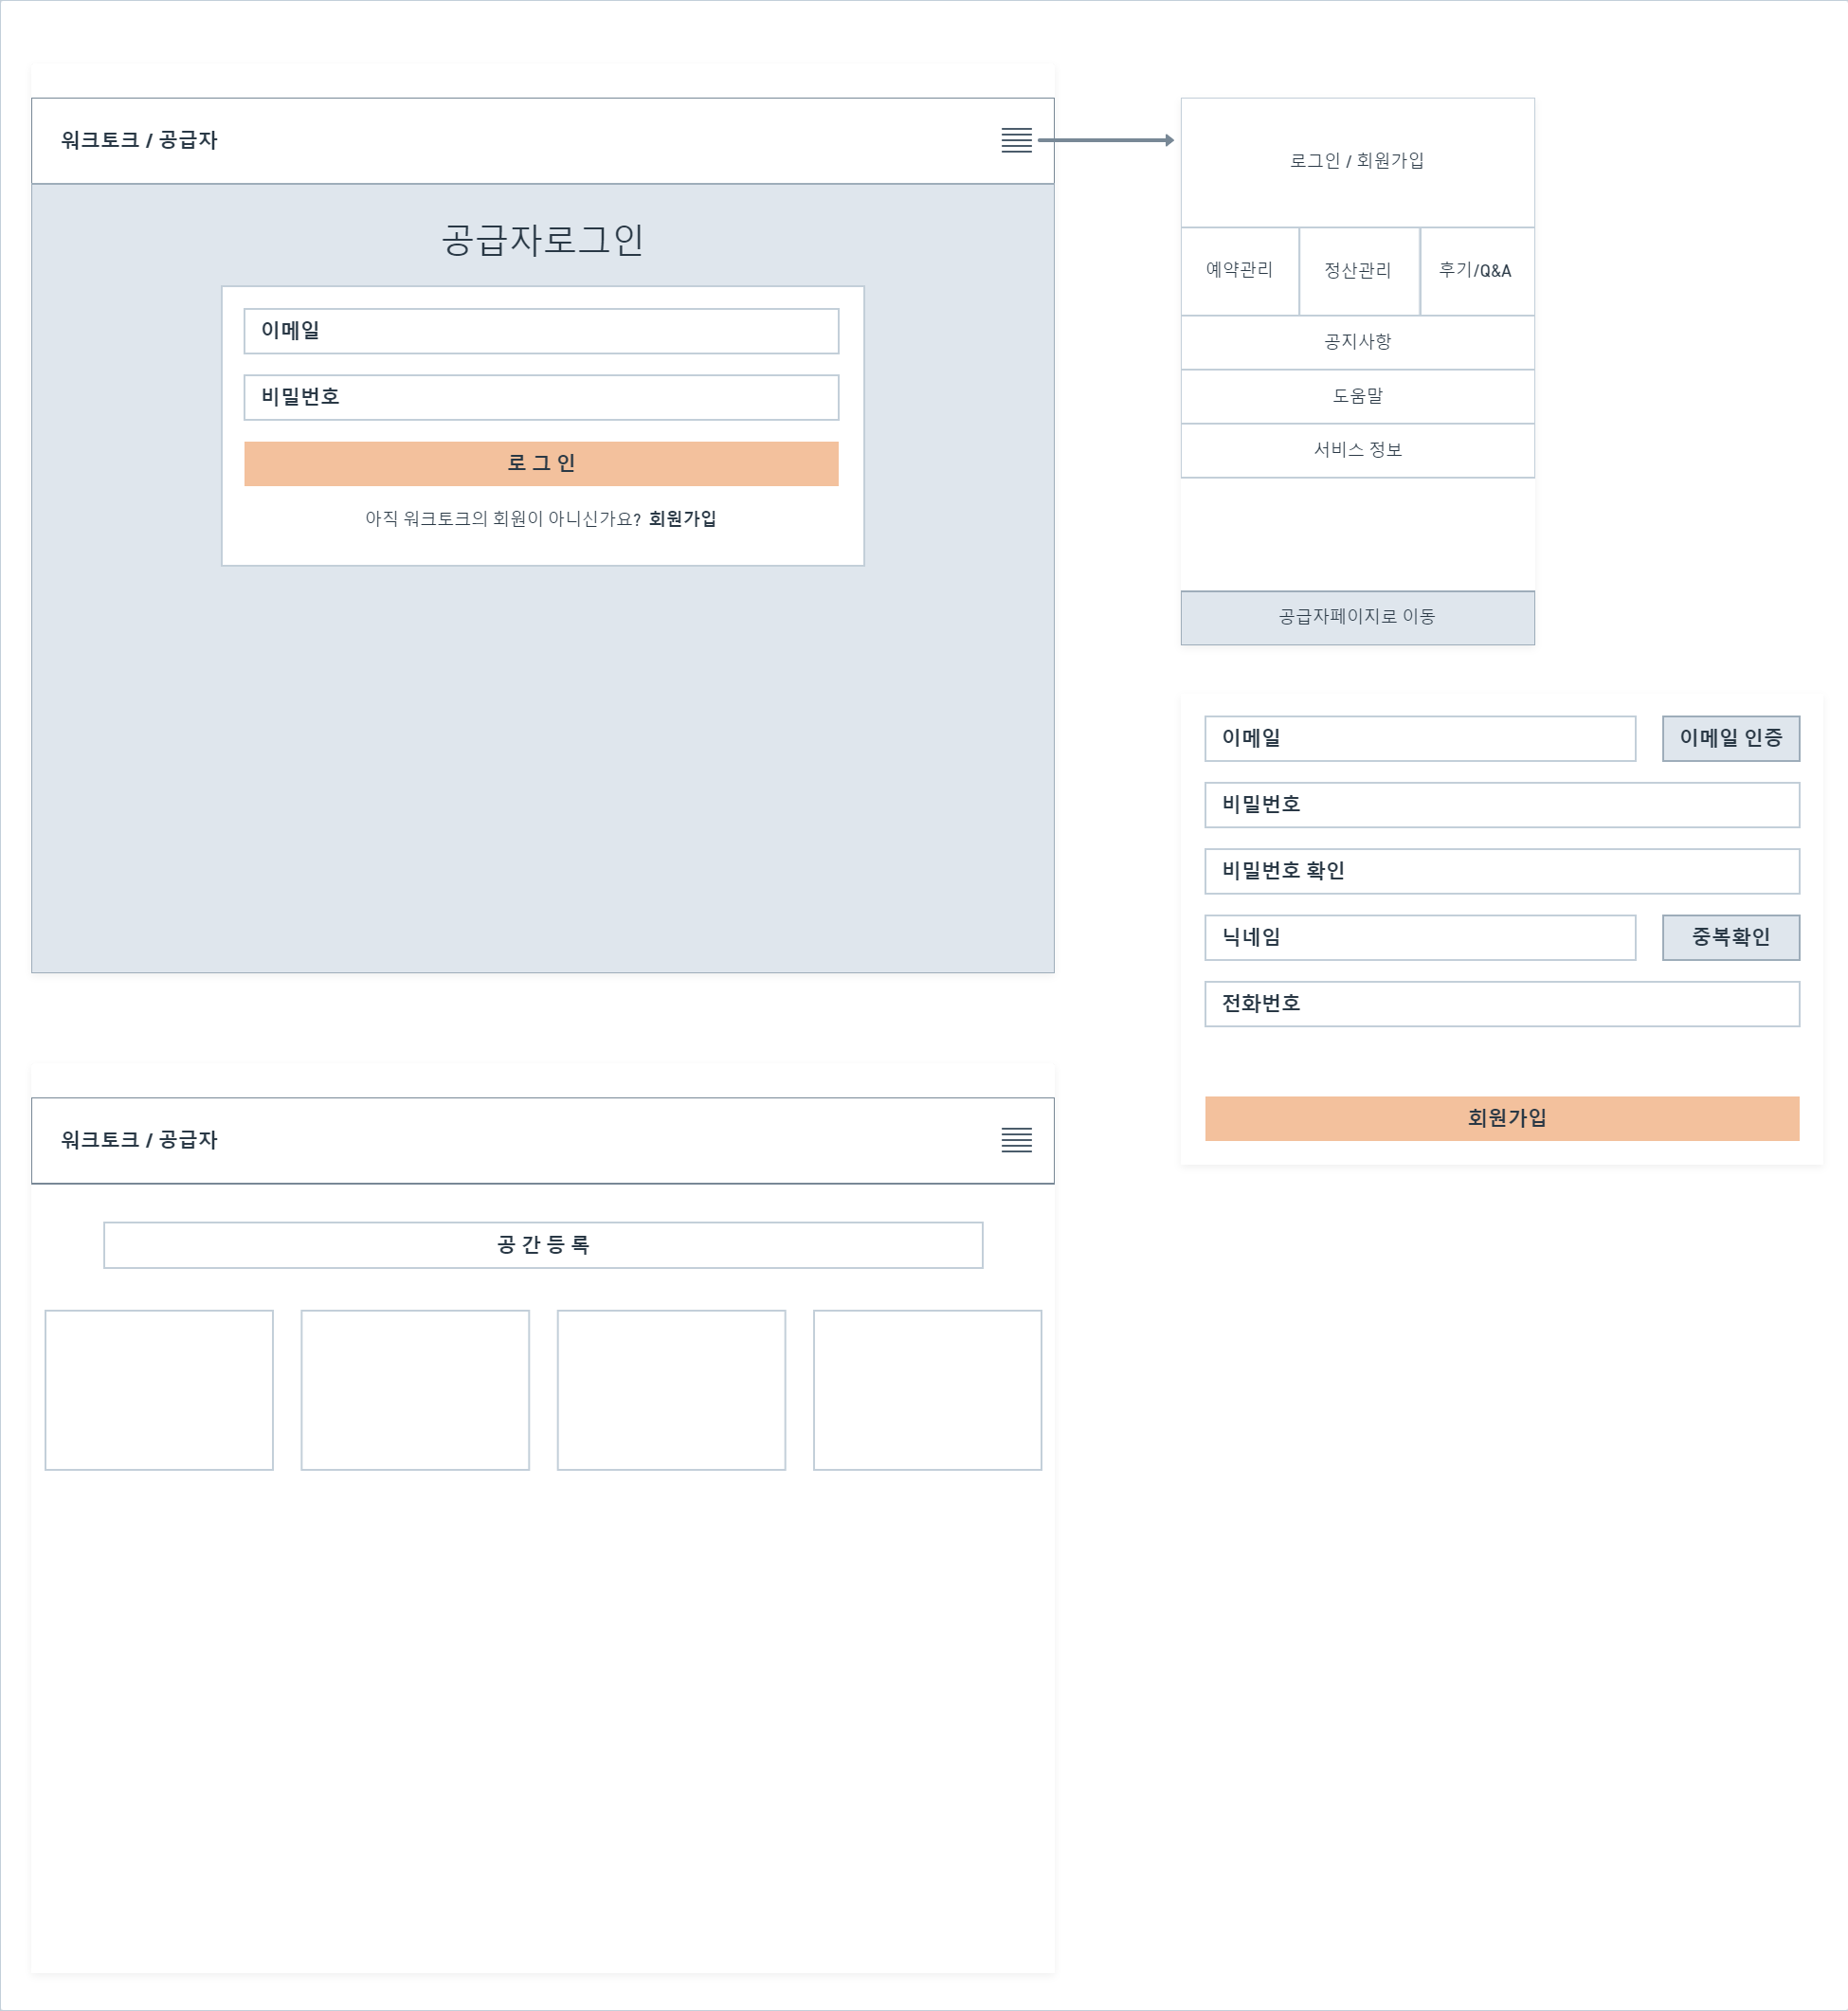 워크토크 / 공급자
공급자로그인
이메일
비밀번호
로 그 인
아직 워크토크의 회원이 아니신가요? 회원가입
로그인 / 회원가입
예약관리 정산관리 후기/Q&A
공지사항
도움말
서비스 정보
공급자페이지로 이동
이메일 이메일 인증
비밀번호
비밀번호 확인
닉네임 중복확인
전화번호
회원가입
워크토크 / 공급자
공 간 등 록